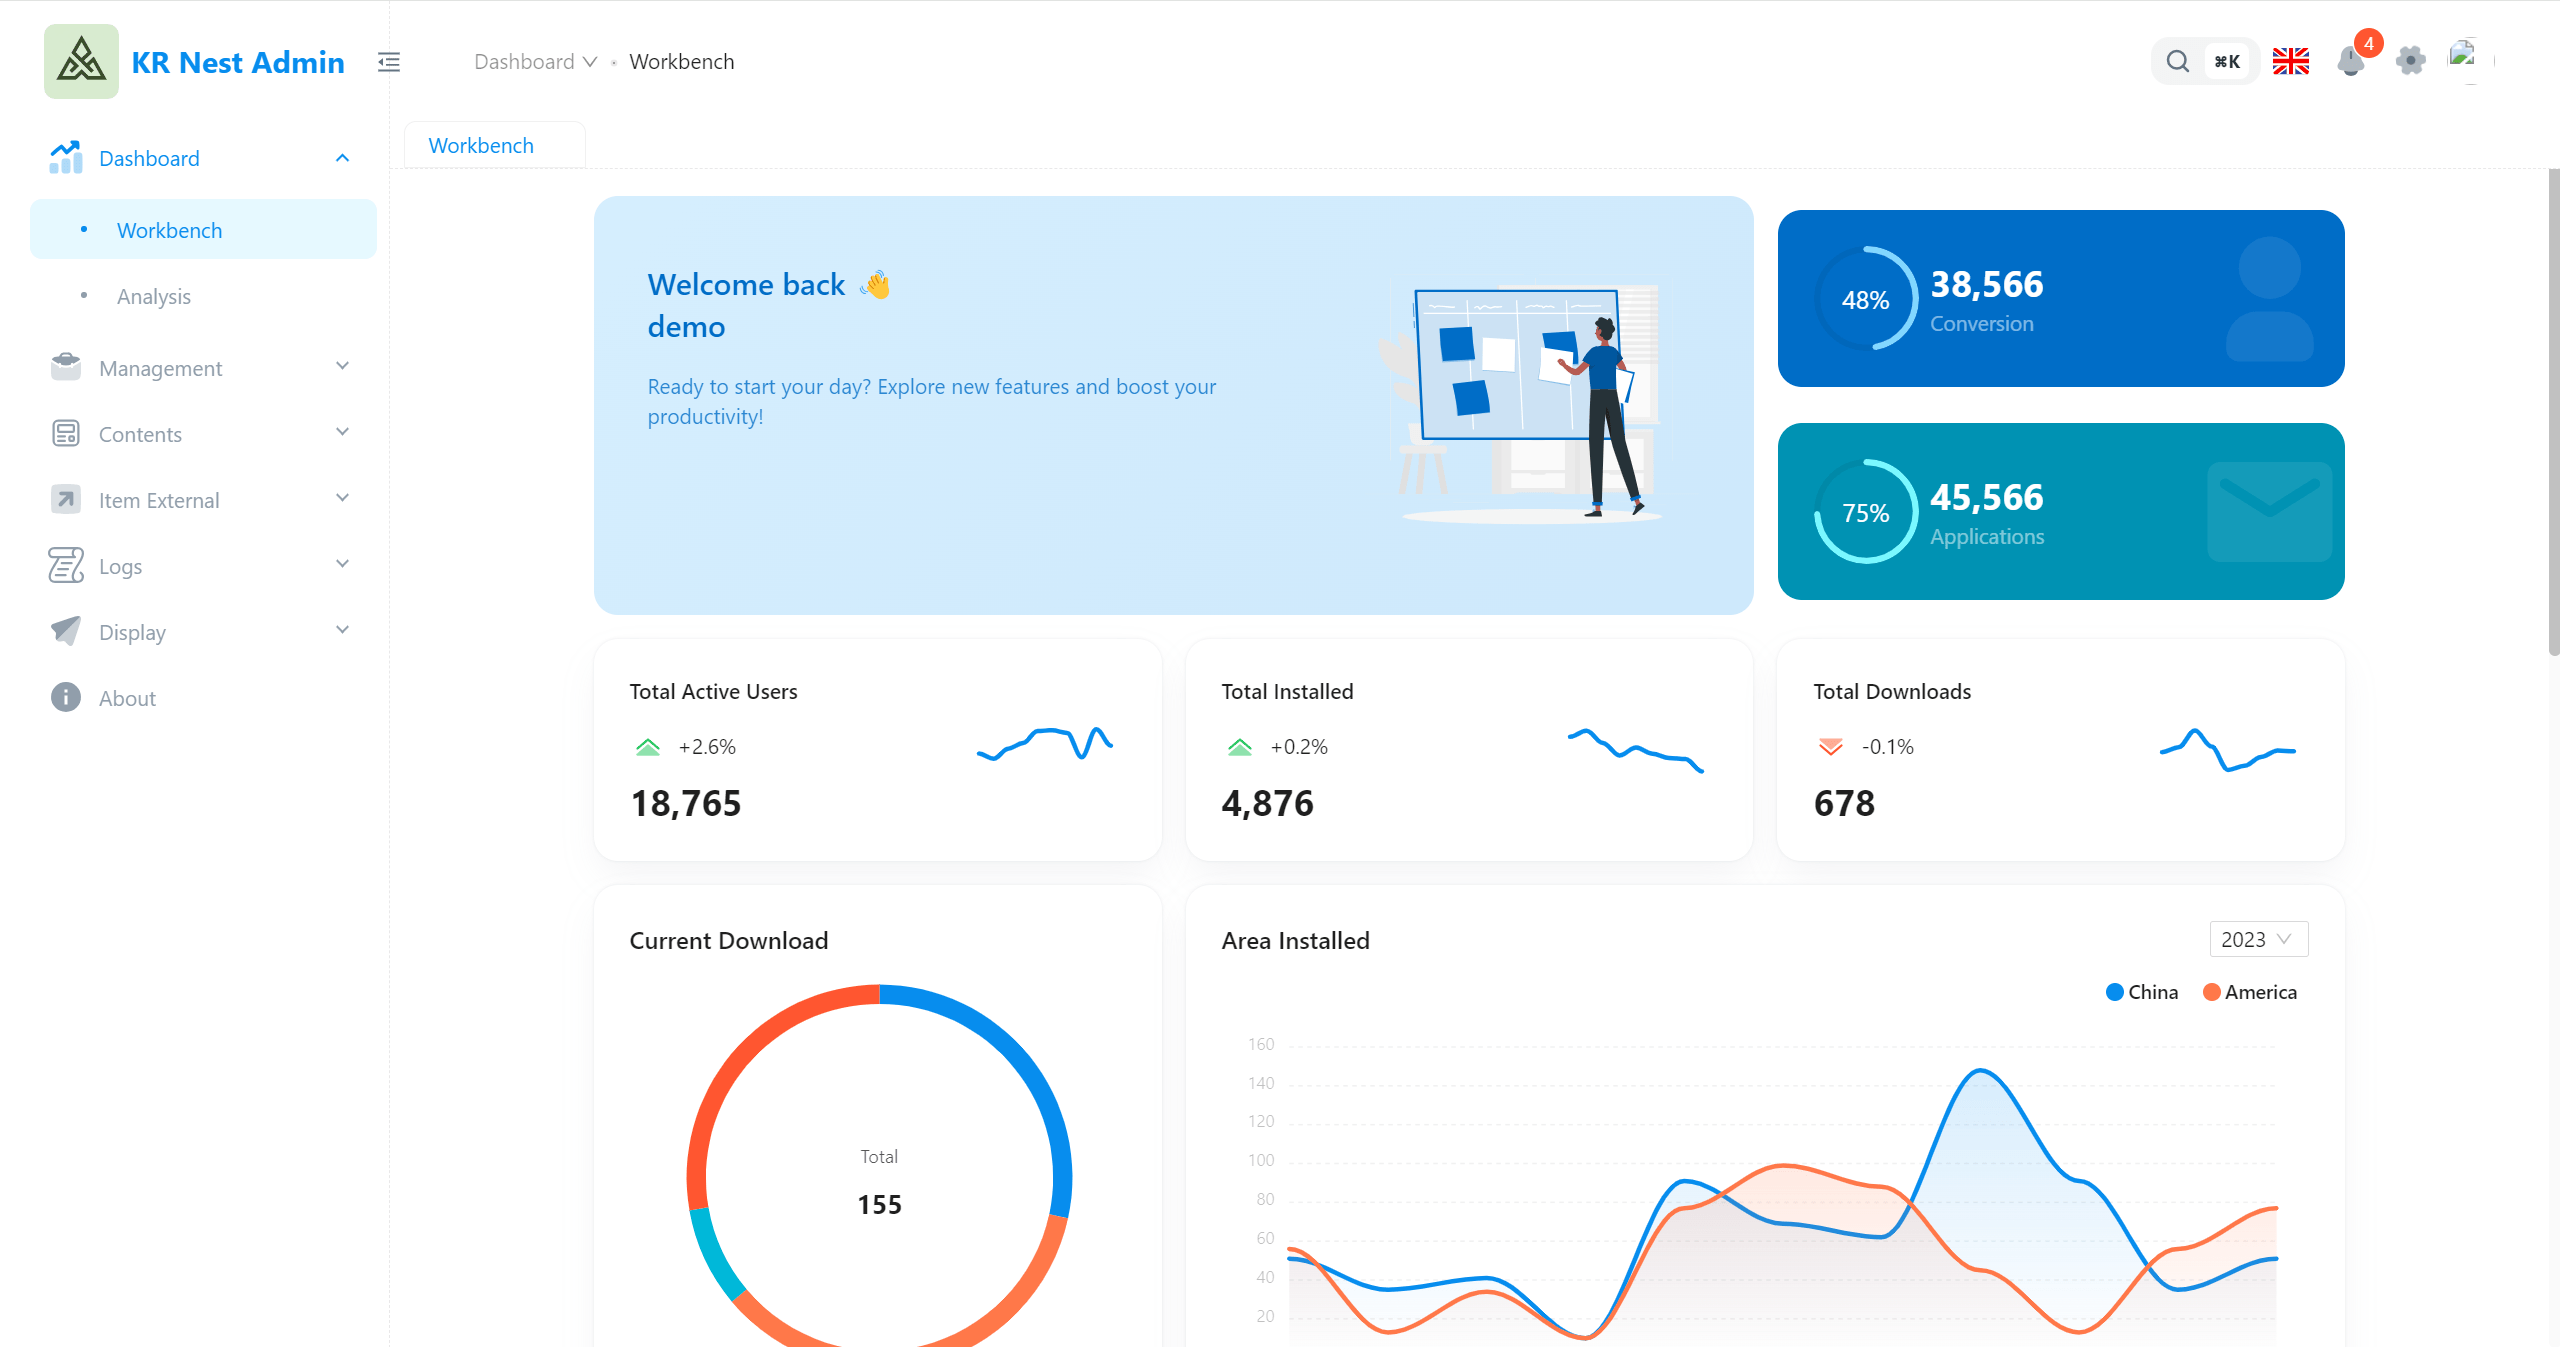 KR Nest Admin
Dashboard
Workbench
⌘K
4
Dashboard
Workbench
Analysis
Management
Contents
Item External
Logs
Display
About
Workbench
Welcome back 👋
demo
Ready to start your day? Explore new features and boost your
productivity!
48%
38,566
Conversion
75%
45,566
Applications
Total Active Users
+2.6%
18,765
Total Installed
+0.2%
4,876
Total Downloads
-0.1%
678
Current Download
Total
155
Area Installed
2023
China
America
160
140
120
100
80
60
40
20